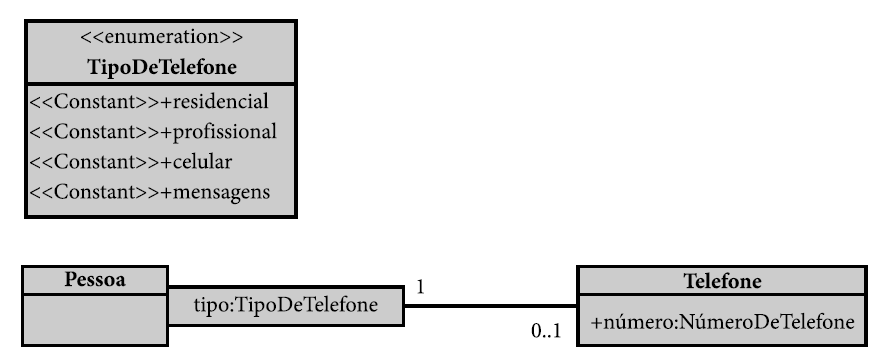 <<enumeration>>
TipoDeTelefone
<<Constant>>+residencial
<<Constant>>+profissional
<<Constant>>+celular
<<Constant>>+mensagens
Pessoa
tipo:TipoDeTelefone
1
0..1
Telefone
+número:NúmeroDeTelefone